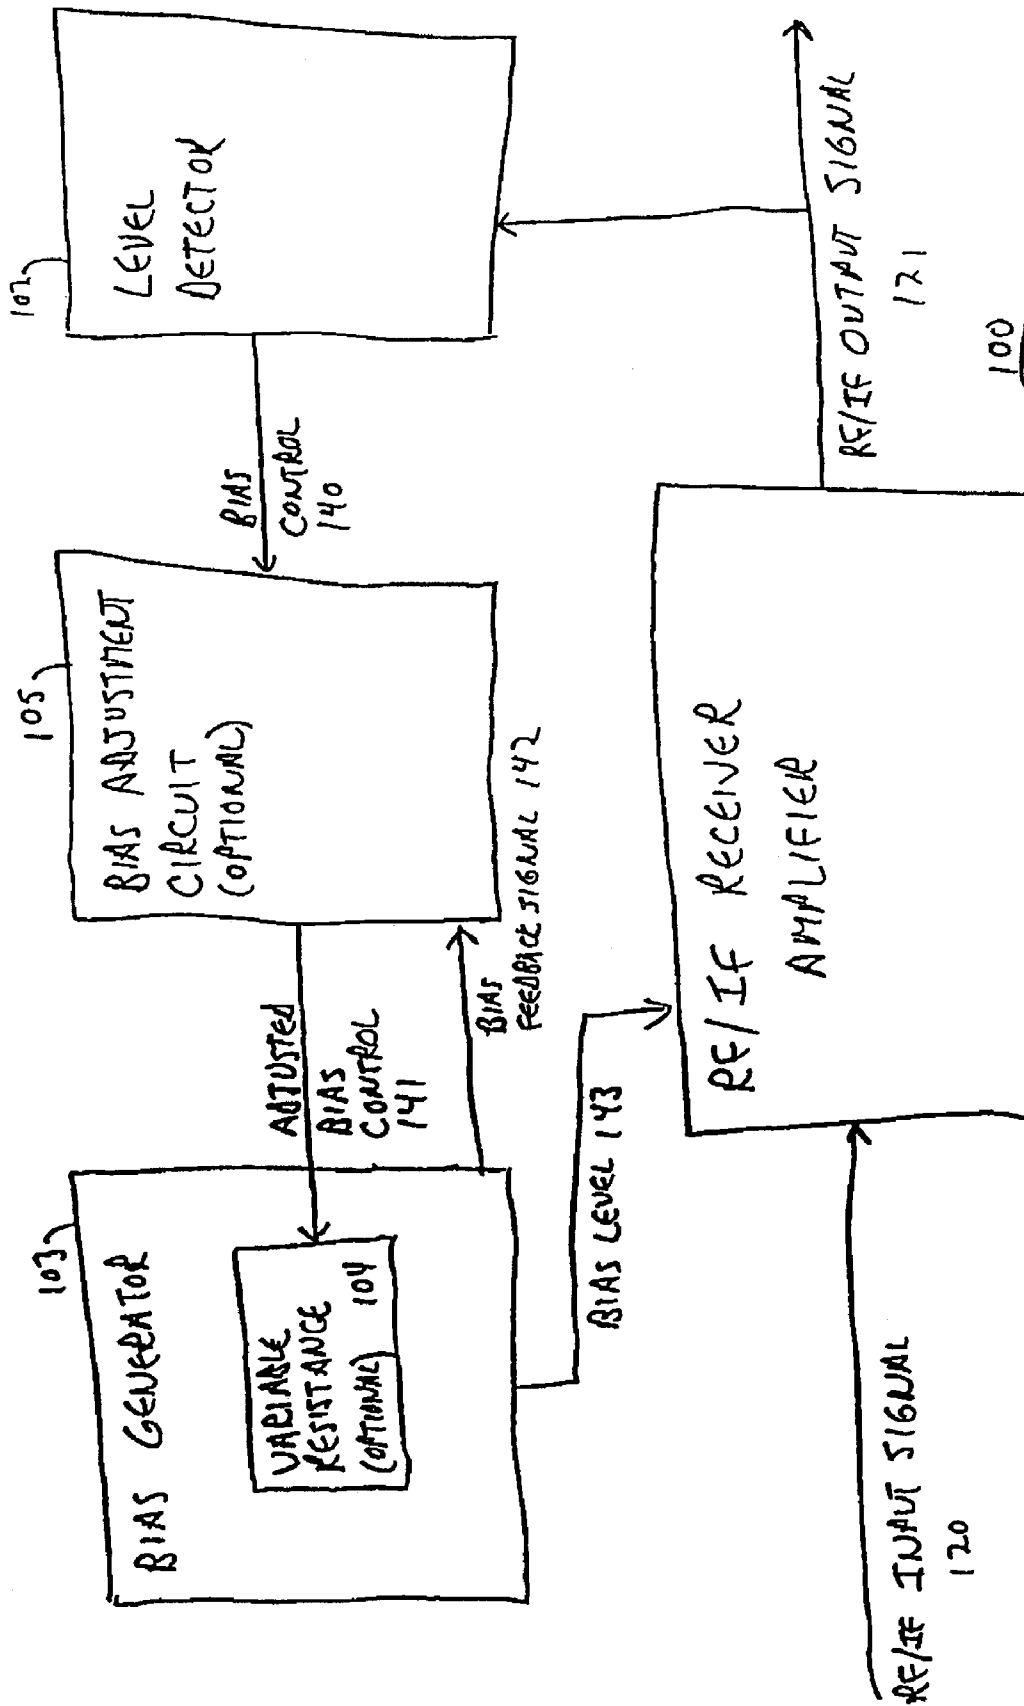 103
BIAS GENERATOR
VARIABLE
RESISTANCE
(OPTIONAL) 104
ADJUSTED
BIAS
CONTROL
141
BIAS
FEEDBACK SIGNAL 142
BIAS LEVEL 143
105
BIAS ADJUSTMENT
CIRCUIT
(OPTIONAL)
BIAS
CONTROL
140
102
LEVEL
DETECTOR
RF/IF INPUT SIGNAL
120
RF/IF RECEIVER
AMPLIFIER
RF/IF OUTPUT SIGNAL
121
100